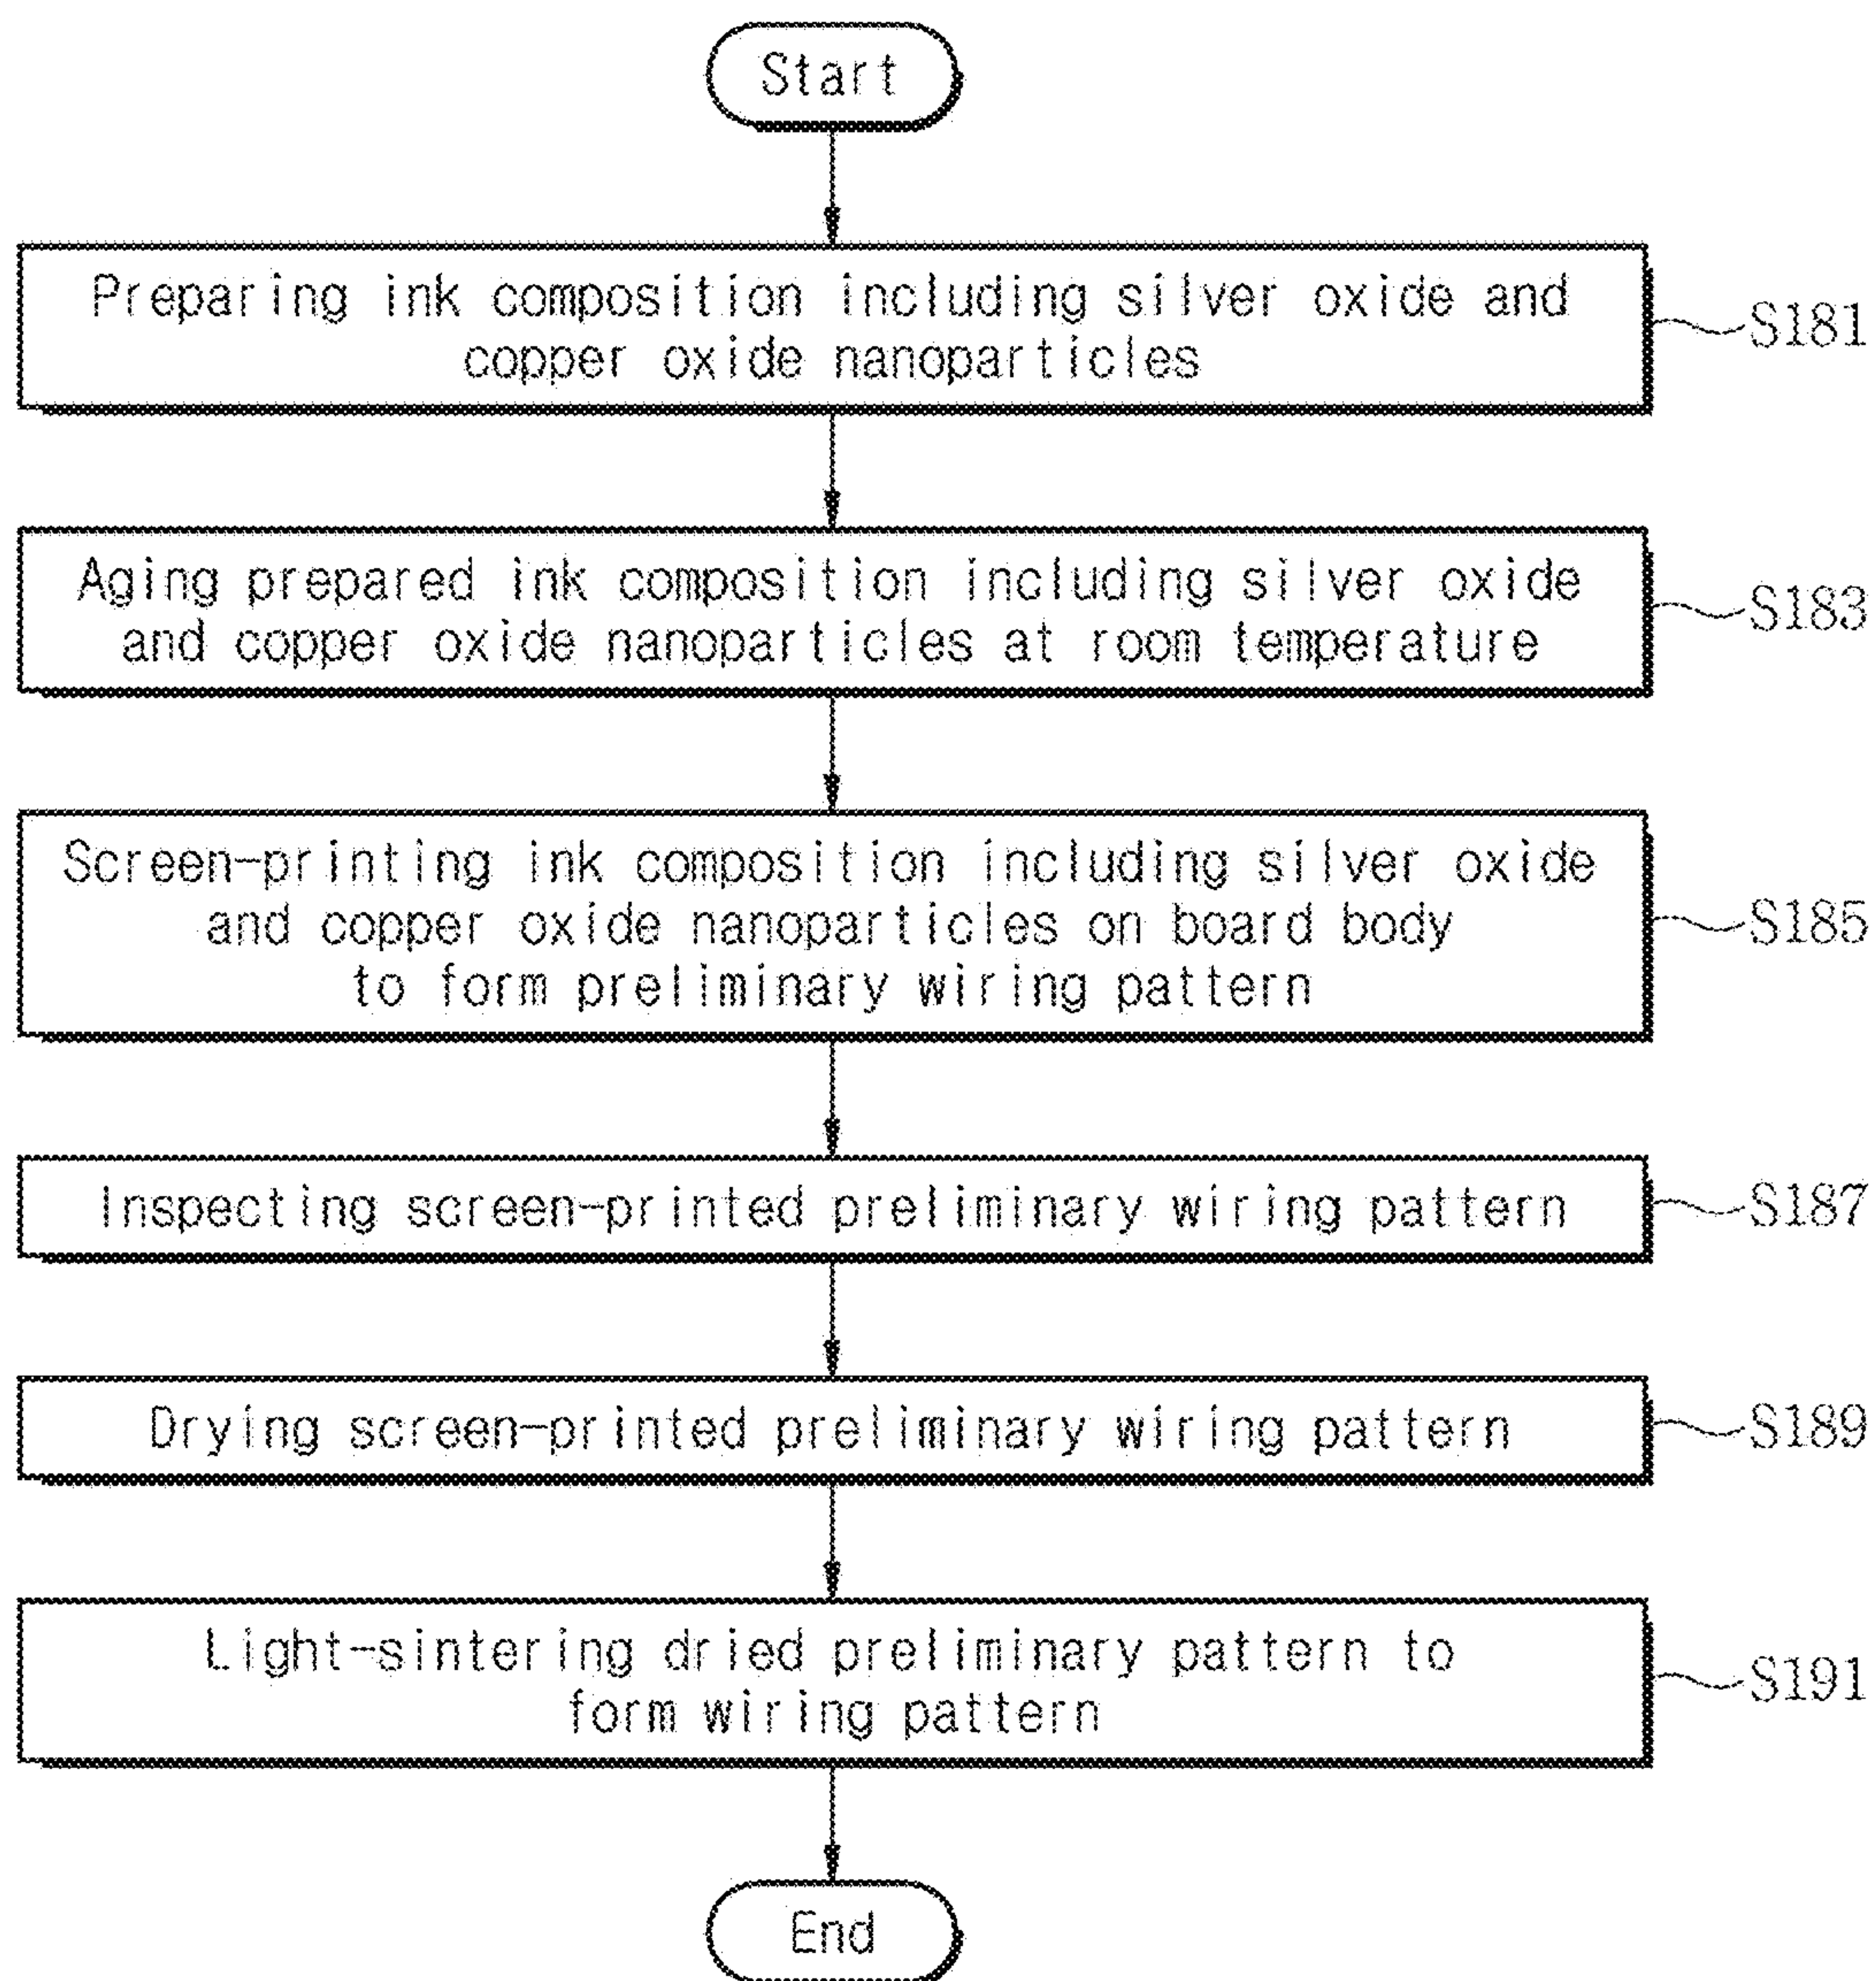 Start
Preparing ink composition including silver oxide and
copper oxide nanoparticles
S181
Aging prepared ink composition including silver oxide
and copper oxide nanoparticles at room temperature
S183
Screen-printing ink composition including silver oxide
and copper oxide nanoparticles on board body
to form preliminary wiring pattern
S185
Inspecting screen-printed preliminary wiring pattern
S187
Drying screen-printed preliminary wiring pattern
S189
Light-sintering dried preliminary pattern to
form wiring pattern
S191
End